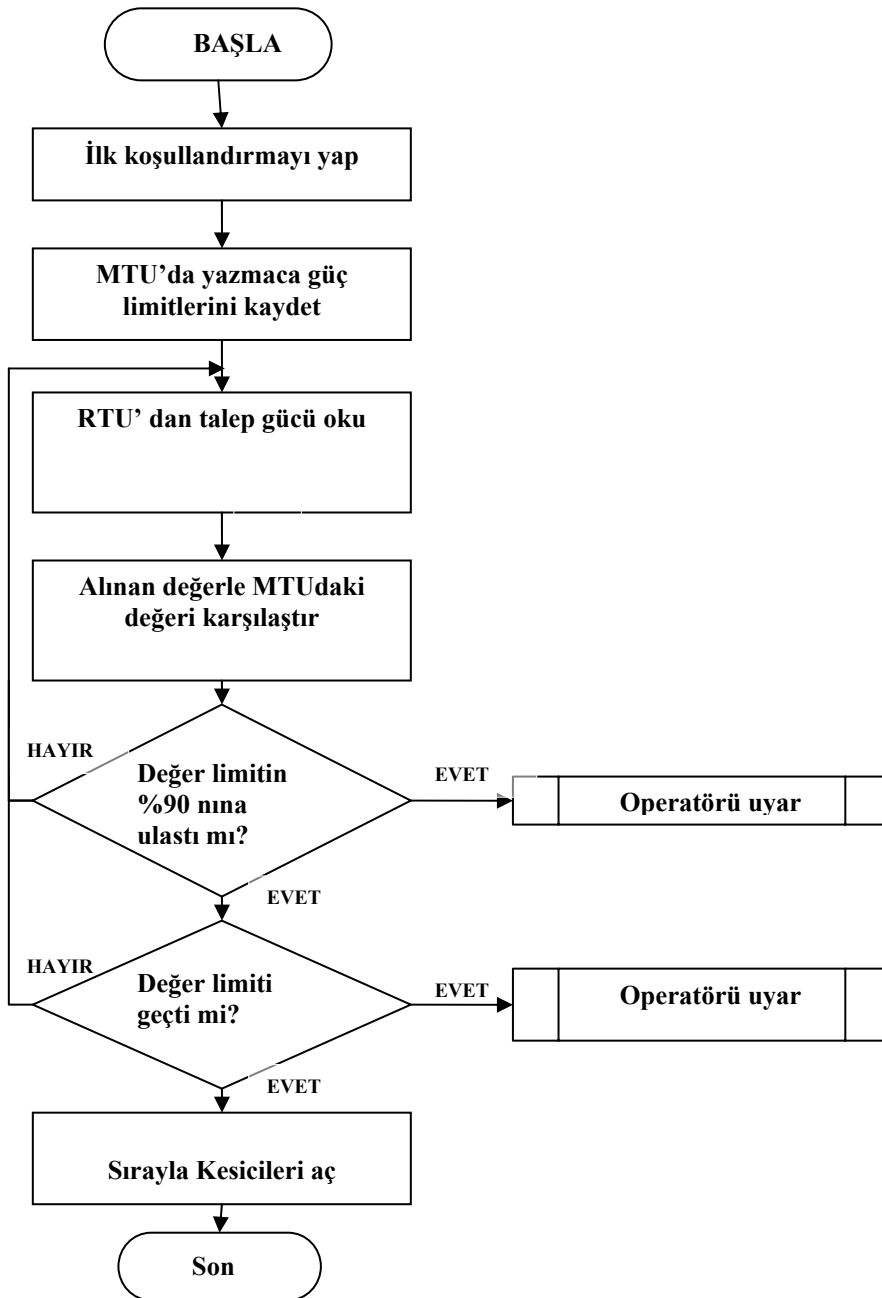 BAŞLA
İlk koşullandırmayı yap
MTU’da yazmaca güç
limitlerini kaydet
RTU’ dan talep gücü oku
Alınan değerle MTUdaki
değeri karşılaştır
HAYIR
Değer limitin
%90 nına
ulastı mı?
EVET
Operatörü uyar
EVET
HAYIR
Değer limiti
geçti mi?
EVET
Operatörü uyar
EVET
Sırayla Kesicileri aç
Son